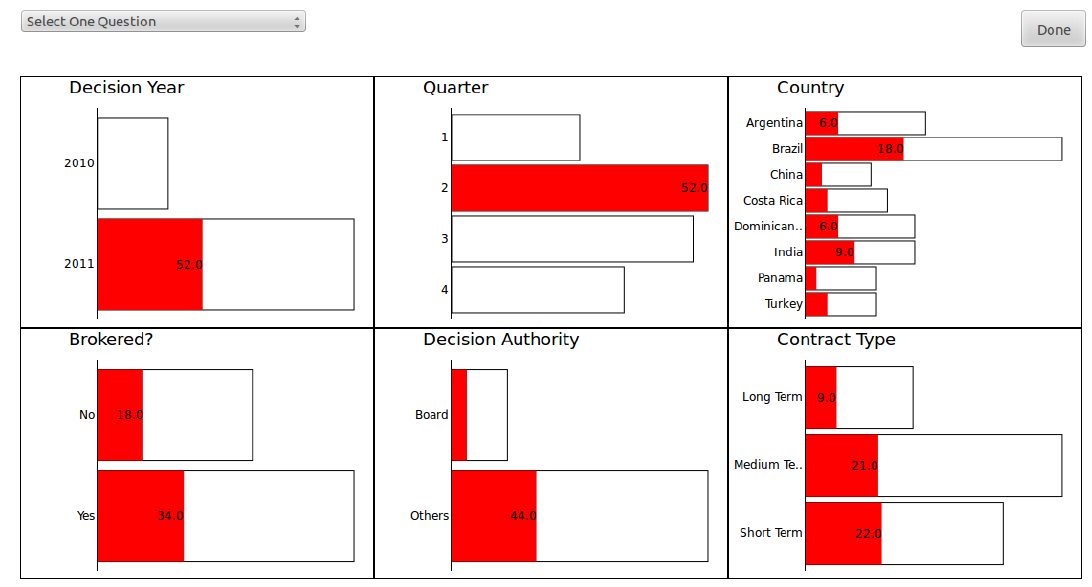 Select One Question
Done
Decision Year
2010
2011
52.0
Quarter
1
2
52.0
3
4
Country
Argentina
6.0
Brazil
18.0
China
Costa Rica
Dominican..
6.0
India
9.0
Panama
Turkey
Brokered?
No
18.0
Yes
34.0
Decision Authority
Board
Others
44.0
Contract Type
Long Term
9.0
Medium Te..
21.0
Short Term
22.0